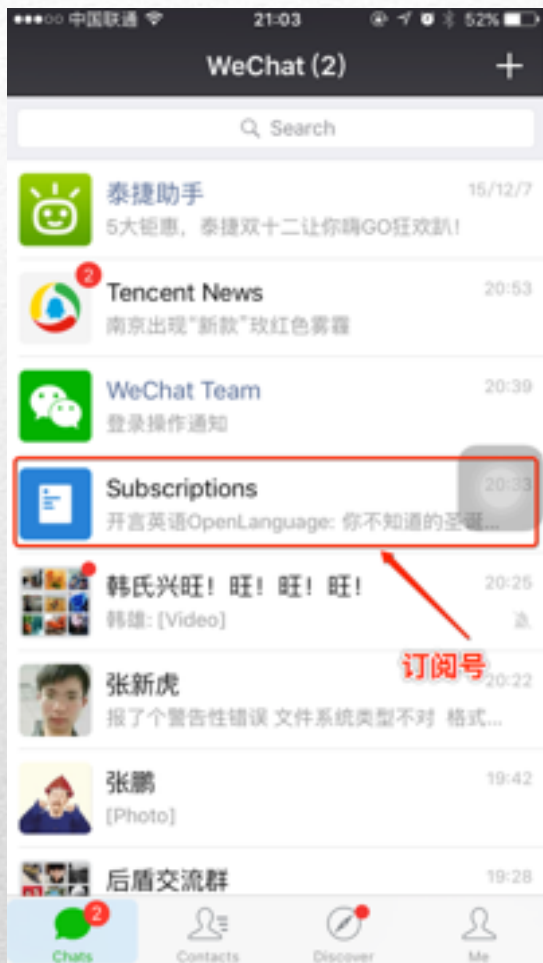 中国联通 21:03 52%
WeChat (2)
Search
泰捷助手 15/12/7
5大钜惠，泰捷双十二让你嗨GO狂欢趴！
2
Tencent News 20:53
南京出现“新款”玫红色雾霾
WeChat Team 20:39
登录操作通知
Subscriptions 20:33
开言英语OpenLanguage: 你不知道的圣诞...
韩氏兴旺！旺！旺！旺！ 20:25
韩雄: [Video]
订阅号
张新虎 20:22
报了个警告性错误 文件系统类型不对 格式...
张鹏 19:42
[Photo]
后盾交流群 19:28
2
Chats Contacts Discover Me